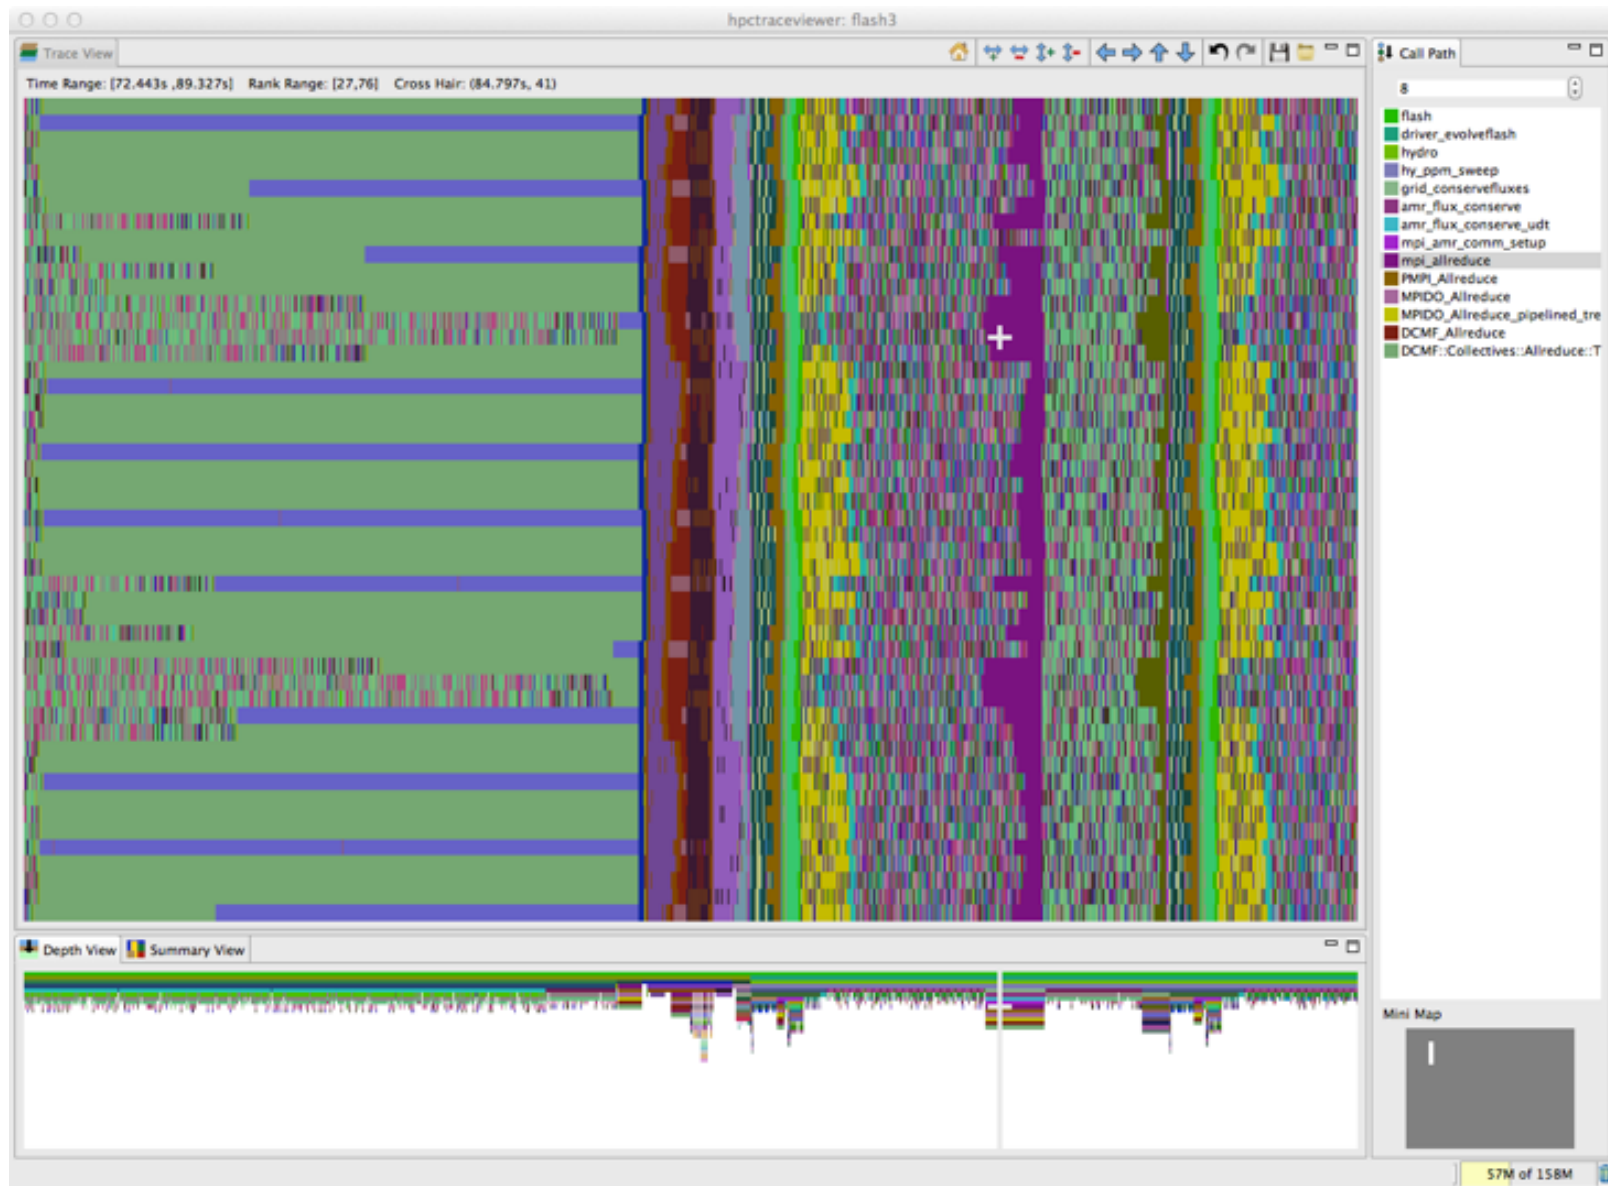 hpctraceviewer: flash3
Trace View
Time Range: [72.443s ,89.327s] Rank Range: [27,76] Cross Hair: (84.797s, 41)
Call Path
8
flash
driver_evolveflash
hydro
hy_ppm_sweep
grid_conservefluxes
amr_flux_conserve
amr_flux_conserve_udt
mpi_amr_comm_setup
mpi_allreduce
PMPI_Allreduce
MPIDO_Allreduce
MPIDO_Allreduce_pipelined_tre
DCMF_Allreduce
DCMF::Collectives::Allreduce::T
Depth View
Summary View
Mini Map
57M of 158M